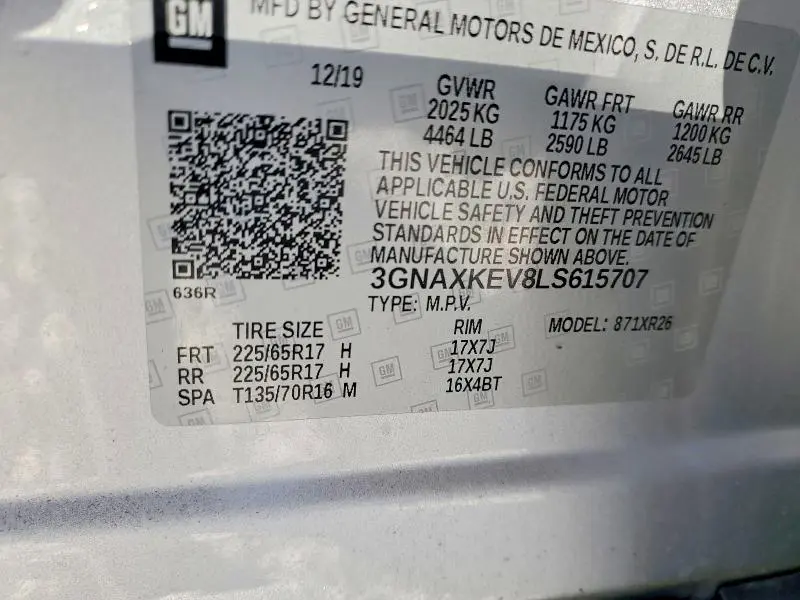 GM
MFD BY GENERAL MOTORS DE MEXICO, S. DE R.L. DE C.V.
12/19
GVWR GAWR FRT GAWR RR
2025 KG 1175 KG 1200 KG
4464 LB 2590 LB 2645 LB
THIS VEHICLE CONFORMS TO ALL
APPLICABLE U.S. FEDERAL MOTOR
VEHICLE SAFETY AND THEFT PREVENTION
STANDARDS IN EFFECT ON THE DATE OF
MANUFACTURE SHOWN ABOVE.
3GNAXKEV8LS615707
636R
TYPE: M.P.V.
TIRE SIZE RIM MODEL: 871XR26
FRT 225/65R17 H 17X7J
RR 225/65R17 H 17X7J
SPA T135/70R16 M 16X4BT